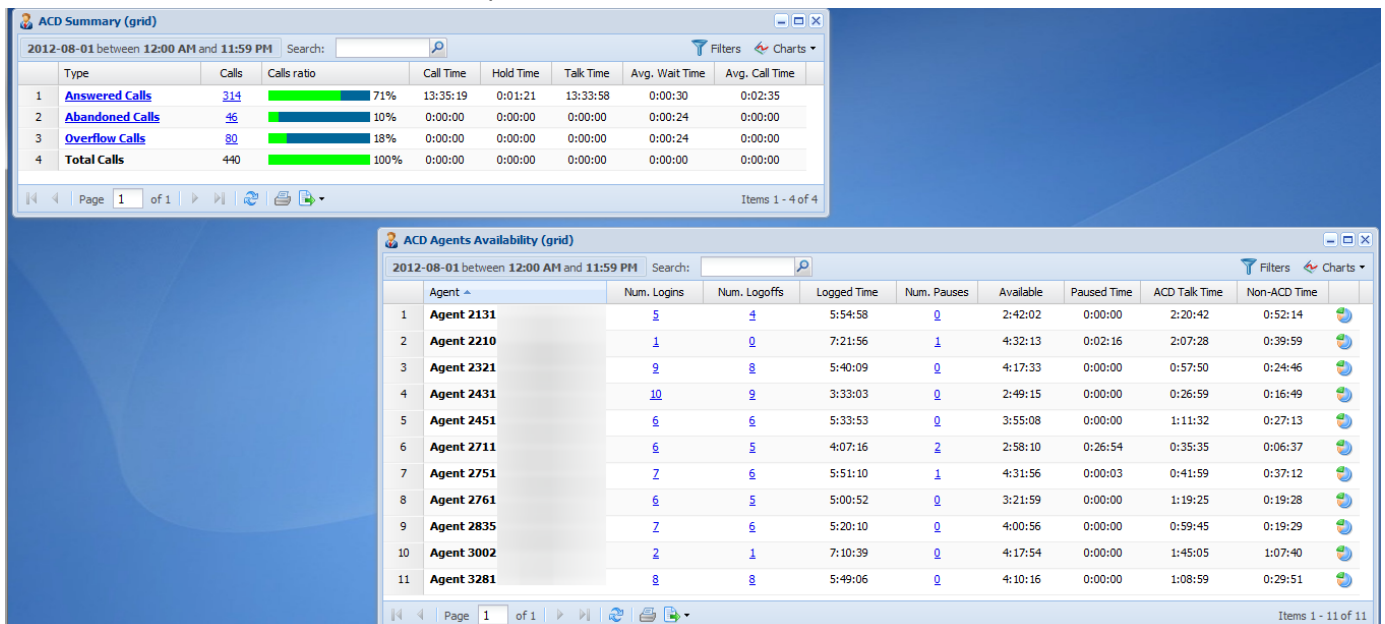 ACD Summary (grid)
2012-08-01 between 12:00 AM and 11:59 PM Search: Filters Charts
Type Calls Calls ratio Call Time Hold Time Talk Time Avg. Wait Time Avg. Call Time
1 Answered Calls 314 71% 13:35:19 0:01:21 13:33:58 0:00:30 0:02:35
2 Abandoned Calls 46 10% 0:00:00 0:00:00 0:00:00 0:00:24 0:00:00
3 Overflow Calls 80 18% 0:00:00 0:00:00 0:00:00 0:00:24 0:00:00
4 Total Calls 440 100% 0:00:00 0:00:00 0:00:00 0:00:00 0:00:00
Page 1 of 1 Items 1 - 4 of 4
ACD Agents Availability (grid)
2012-08-01 between 12:00 AM and 11:59 PM Search: Filters Charts
Agent Num. Logins Num. Logoffs Logged Time Num. Pauses Available Paused Time ACD Talk Time Non-ACD Time
1 Agent 2131 5 4 5:54:58 0 2:42:02 0:00:00 2:20:42 0:52:14
2 Agent 2210 1 0 7:21:56 1 4:32:13 0:02:16 2:07:28 0:39:59
3 Agent 2321 9 8 5:40:09 0 4:17:33 0:00:00 0:57:50 0:24:46
4 Agent 2431 10 9 3:33:03 0 2:49:15 0:00:00 0:26:59 0:16:49
5 Agent 2451 6 6 5:33:53 0 3:55:08 0:00:00 1:11:32 0:27:13
6 Agent 2711 6 5 4:07:16 2 2:58:10 0:26:54 0:35:35 0:06:37
7 Agent 2751 7 6 5:51:10 1 4:31:56 0:00:03 0:41:59 0:37:12
8 Agent 2761 6 5 5:00:52 0 3:21:59 0:00:00 1:19:25 0:19:28
9 Agent 2835 7 6 5:20:10 0 4:00:56 0:00:00 0:59:45 0:19:29
10 Agent 3002 2 1 7:10:39 0 4:17:54 0:00:00 1:45:05 1:07:40
11 Agent 3281 8 8 5:49:06 0 4:10:16 0:00:00 1:08:59 0:29:51
Page 1 of 1 Items 1 - 11 of 11